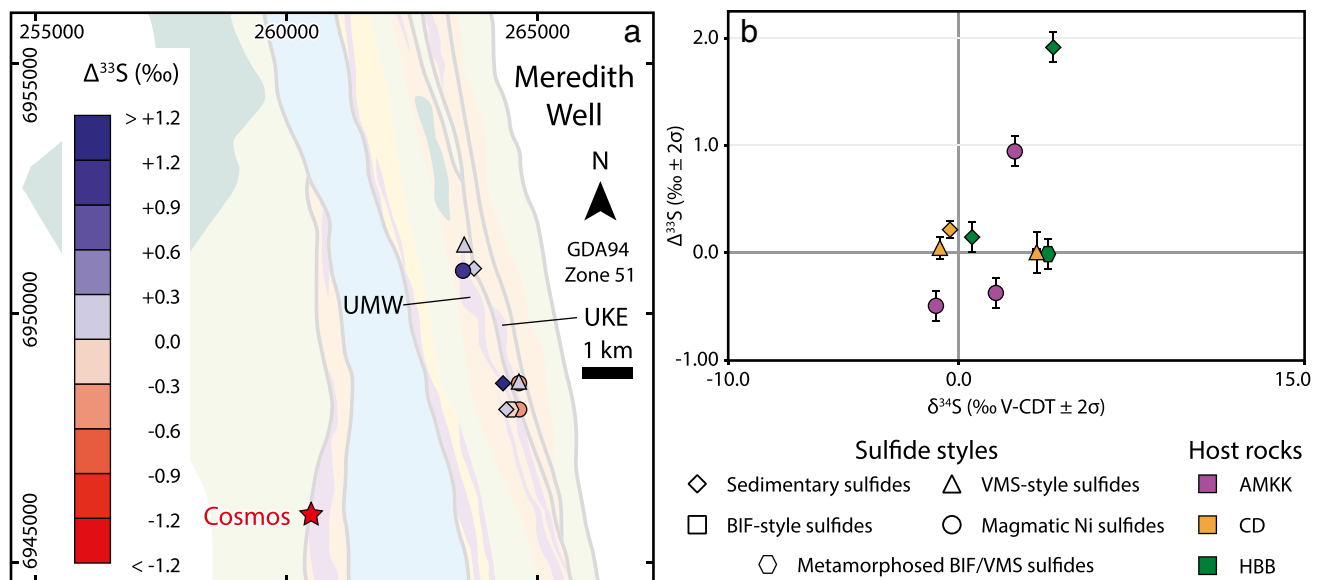 255000
260000
265000
a
6955000
6950000
6945000
Δ³³S (‰)
> +1.2
+1.2
+0.9
+0.6
+0.3
0.0
-0.3
-0.6
-0.9
-1.2
< -1.2
Meredith
Well
N
GDA94
Zone 51
UMW
UKE
1 km
Cosmos
b
2.0
1.0
0.0
-1.00
Δ³³S (‰ ± 2σ)
-10.0
0.0
15.0
δ³⁴S (‰ V-CDT ± 2σ)
Sulfide styles
Sedimentary sulfides
VMS-style sulfides
BIF-style sulfides
Magmatic Ni sulfides
Metamorphosed BIF/VMS sulfides
Host rocks
AMKK
CD
HBB